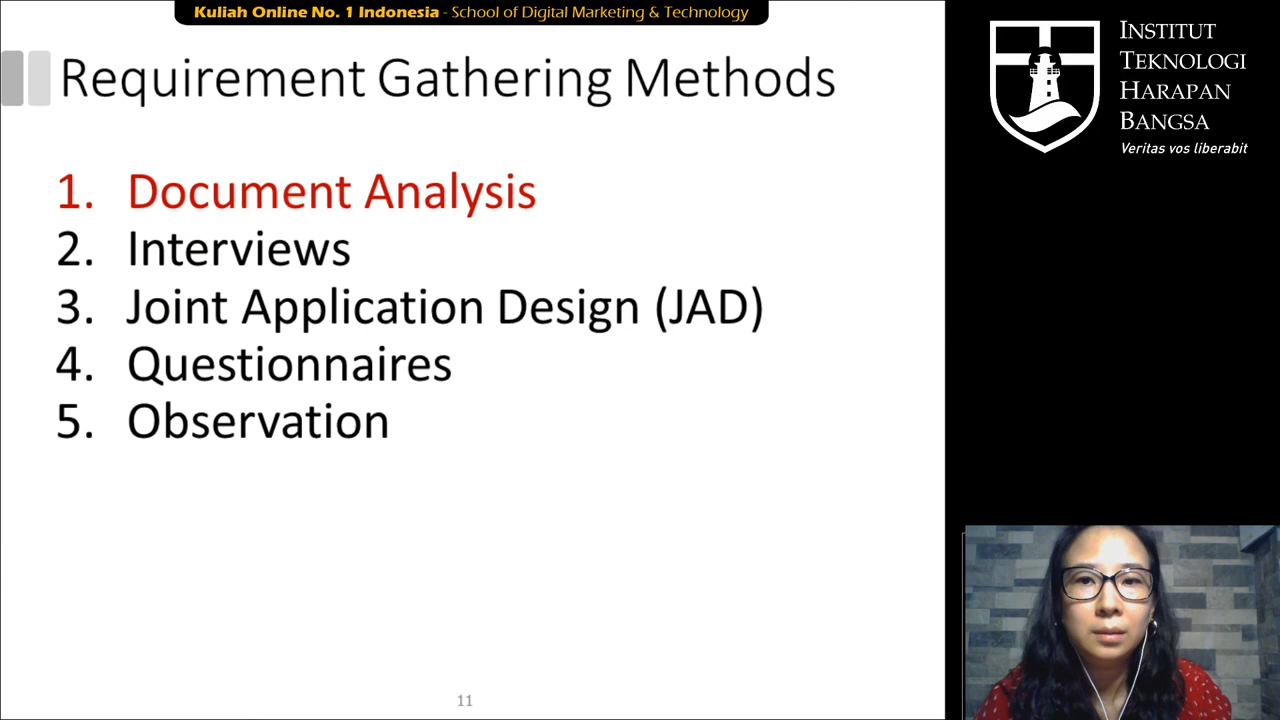 Kuliah Online No. 1 Indonesia - School of Digital Marketing & Technology
Requirement Gathering Methods
1. Document Analysis
2. Interviews
3. Joint Application Design (JAD)
4. Questionnaires
5. Observation
11
INSTITUT
TEKNOLOGI
HARAPAN
BANGSA
Veritas vos liberabit